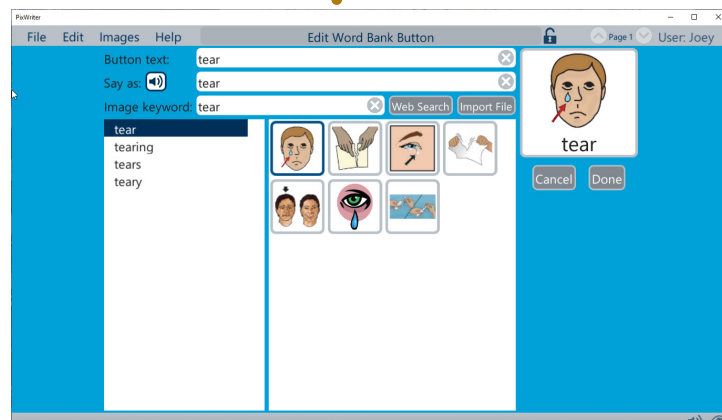 PixWriter
File Edit Images Help Edit Word Bank Button Page 1 User: Joey
Button text: tear
Say as: tear
Image keyword: tear Web Search Import File
tear
tearing
tears
teary
tear
Cancel Done